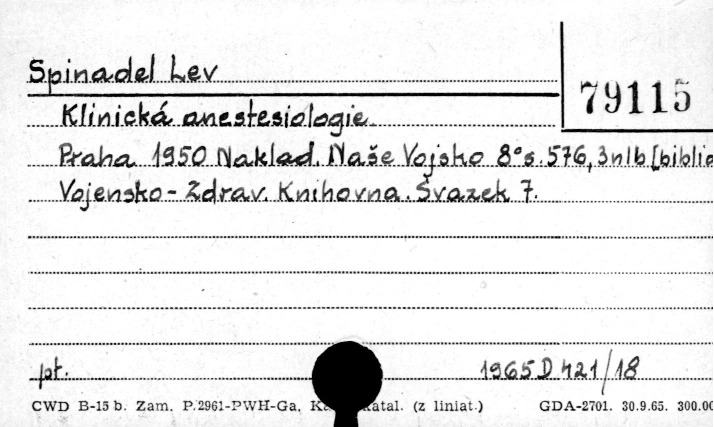 Spinadel Lev
79115
Klinická anestesiologie
Praha 1950 Naklad. Naše Vojsko 8° s. 576, 3nlb [biblio
Vojensko-Zdrav. Knihovna. Svazek 7.
pt. 1965 D 421/18
CWD B-15 b. Zam. P.2961-PWH-Ga. Ka katal. (z liniat.) GDA-2701. 30.9.65. 300.00